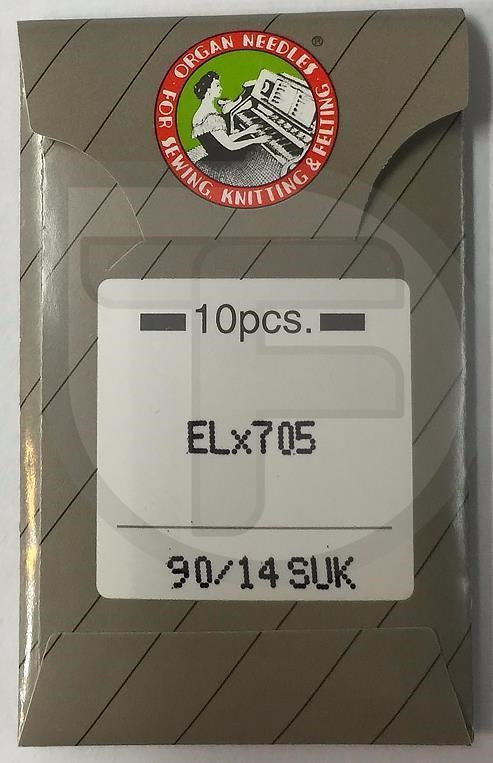 ORGAN NEEDLES ®
FOR SEWING, KNITTING & FELTING
10pcs.
ELx705
90/14 SUK